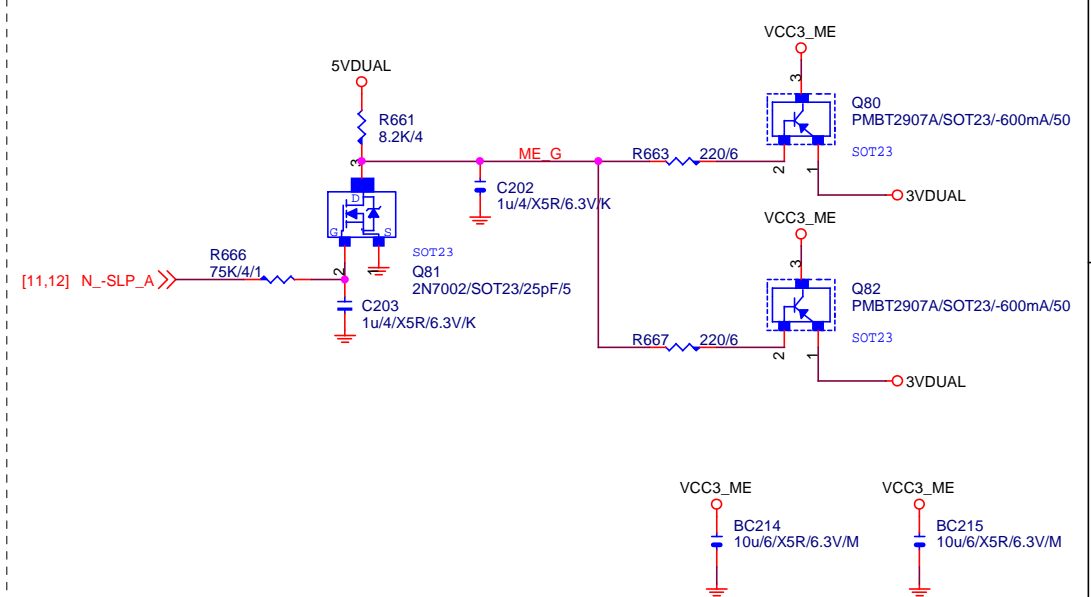 VCC3_ME
3
Q80
PMBT2907A/SOT23/-600mA/50
SOT23
2
1
3VDUAL
5VDUAL
R661
8.2K/4
3
ME_G
R663 220/6
C202
1u/4/X5R/6.3V/K
D
G
S
SOT23
Q81
2N7002/SOT23/25pF/5
2
1
[11,12] N_-SLP_A
R666
75K/4/1
C203
1u/4/X5R/6.3V/K
VCC3_ME
3
Q82
PMBT2907A/SOT23/-600mA/50
SOT23
R667 220/6
2
1
3VDUAL
VCC3_ME
BC214
10u/6/X5R/6.3V/M
VCC3_ME
BC215
10u/6/X5R/6.3V/M